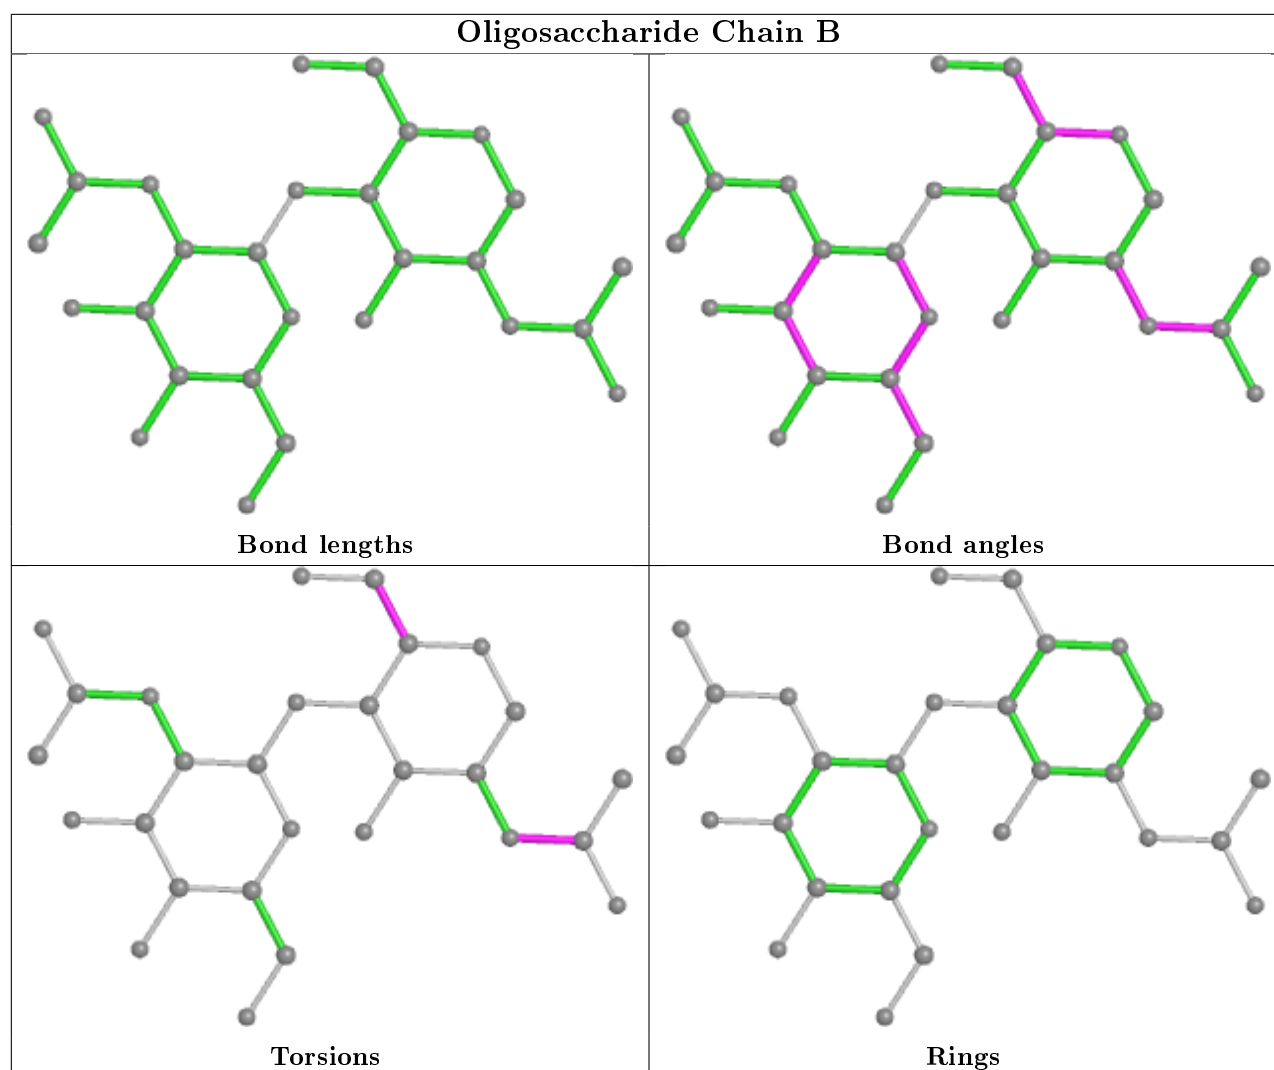 Oligosaccharide Chain B
Bond lengths
Bond angles
Torsions
Rings